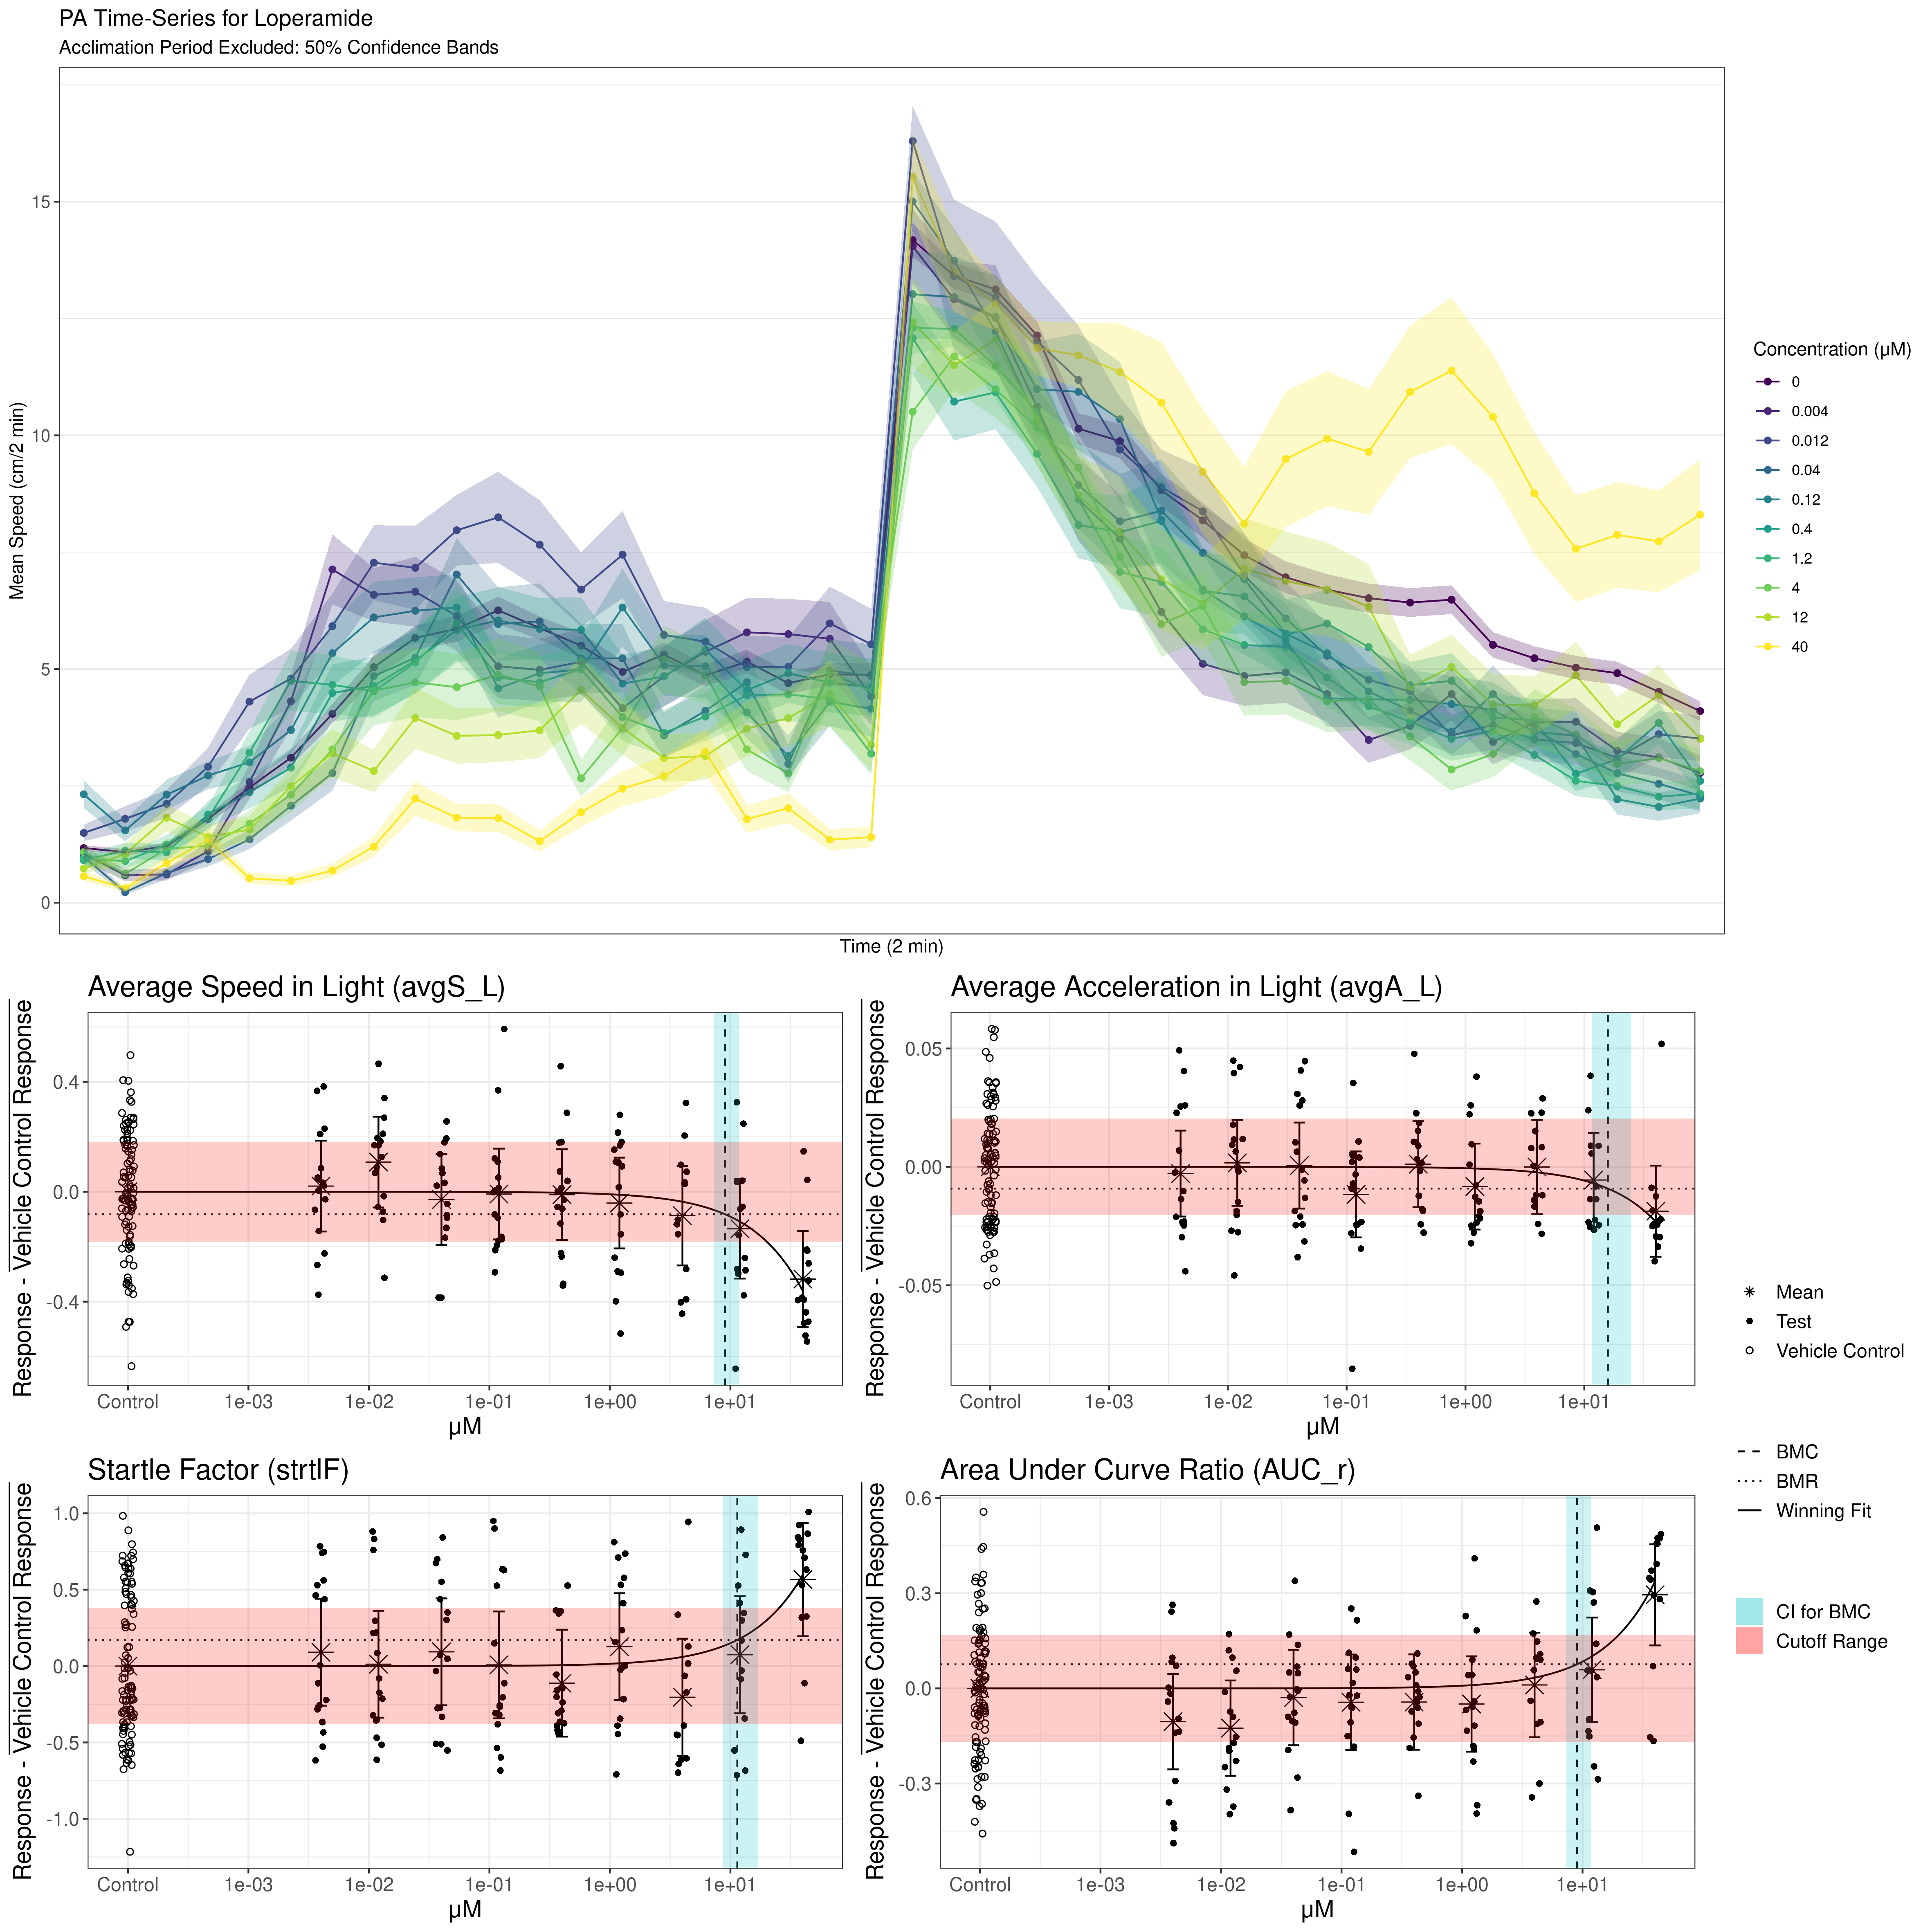 PA Time-Series for Loperamide
Acclimation Period Excluded: 50% Confidence Bands
Mean Speed (cm/2 min)
15
10
5
0
Time (2 min)
Concentration (µM)
0
0.004
0.012
0.04
0.12
0.4
1.2
4
12
40
Average Speed in Light (avgS_L)
Response - Vehicle Control Response
0.4
0.0
-0.4
Control
1e-03
1e-02
1e-01
1e+00
1e+01
µM
Average Acceleration in Light (avgA_L)
Response - Vehicle Control Response
0.05
0.00
-0.05
Control
1e-03
1e-02
1e-01
1e+00
1e+01
µM
Startle Factor (strtlF)
Response - Vehicle Control Response
1.0
0.5
0.0
-0.5
-1.0
Control
1e-03
1e-02
1e-01
1e+00
1e+01
µM
Area Under Curve Ratio (AUC_r)
Response - Vehicle Control Response
0.6
0.3
0.0
-0.3
Control
1e-03
1e-02
1e-01
1e+00
1e+01
µM
Mean
Test
Vehicle Control
BMC
BMR
Winning Fit
CI for BMC
Cutoff Range